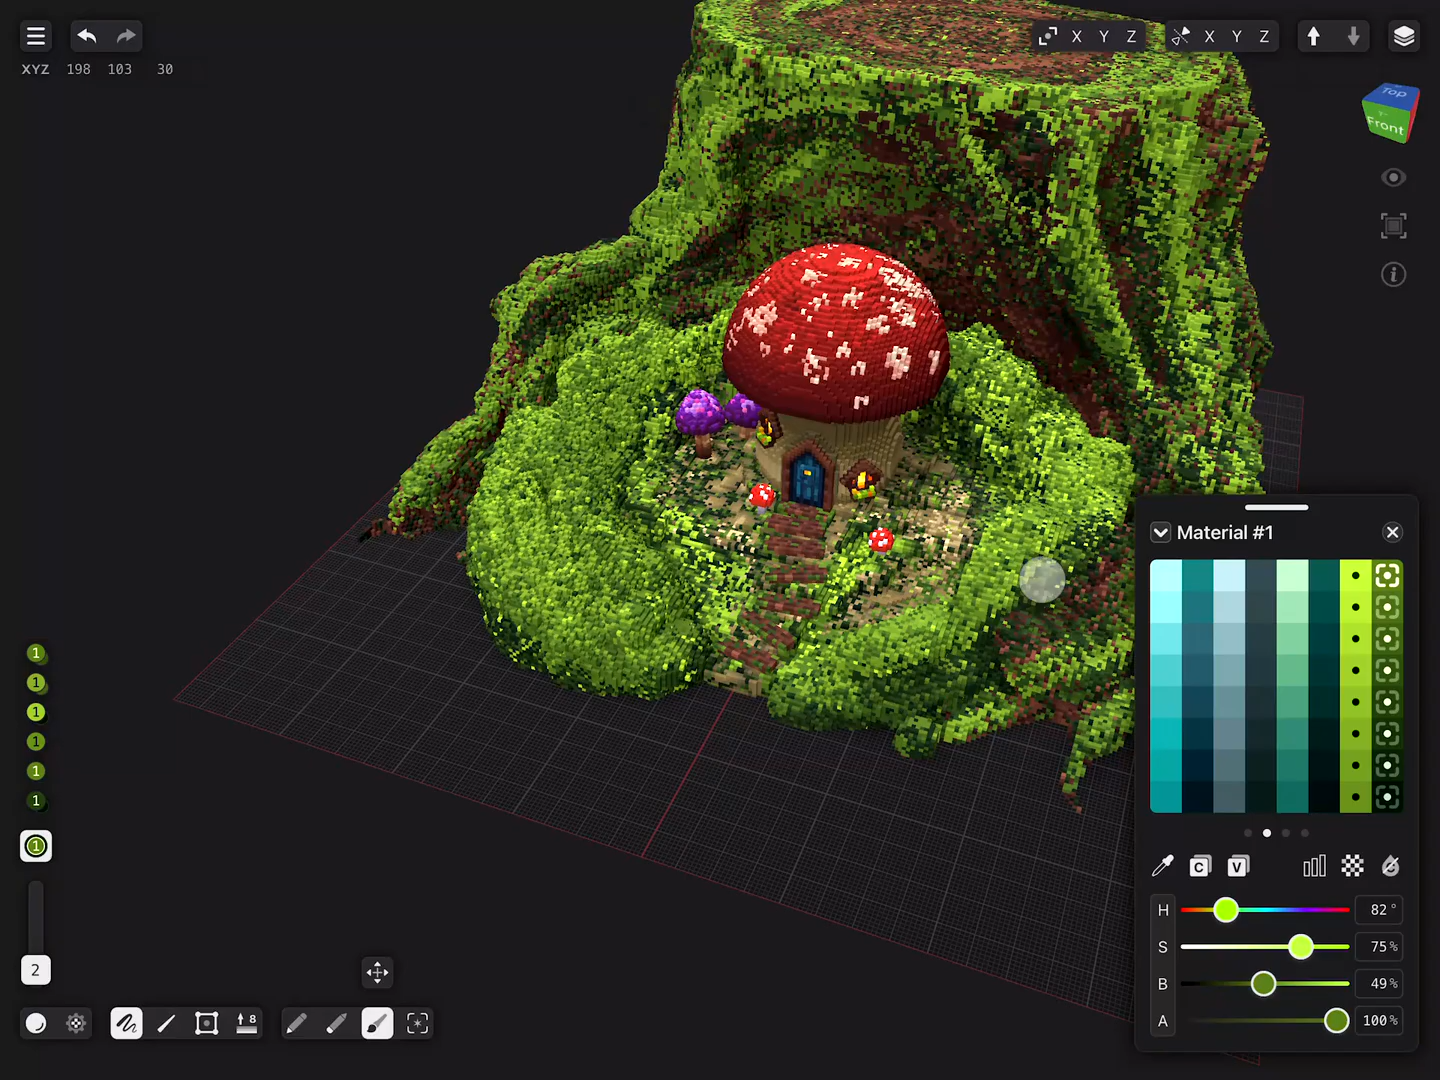 X Y Z
X Y Z
XYZ 198 103 30
Top
Front
Material #1
1
1
1
1
1
1
1
C
V
H 82 °
S 75 %
B 49 %
A 100 %
2
8